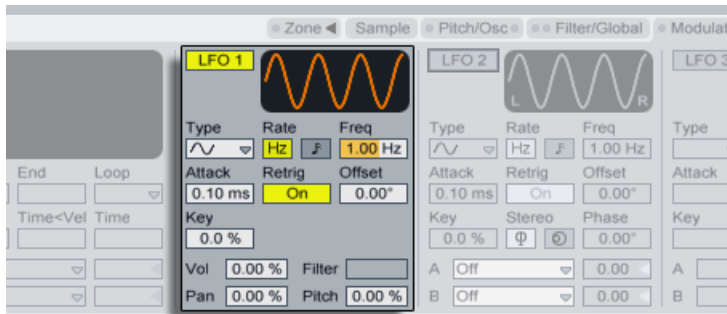 Zone Sample Pitch/Osc Filter/Global Modulat
LFO 1 LFO 2 L R LFO 3
Type Rate Freq Type Rate Freq Type
Hz 1.00 Hz Hz 1.00 Hz
End Loop Attack Retrig Offset Attack Retrig Offset Attack
0.10 ms On 0.00° 0.10 ms On 0.00°
Time<Vel Time Key Key Stereo Phase Key
0.0 % 0.0 % Φ 0.00°
Vol 0.00 % Filter A Off 0.00 A
Pan 0.00 % Pitch 0.00 % B Off 0.00 B